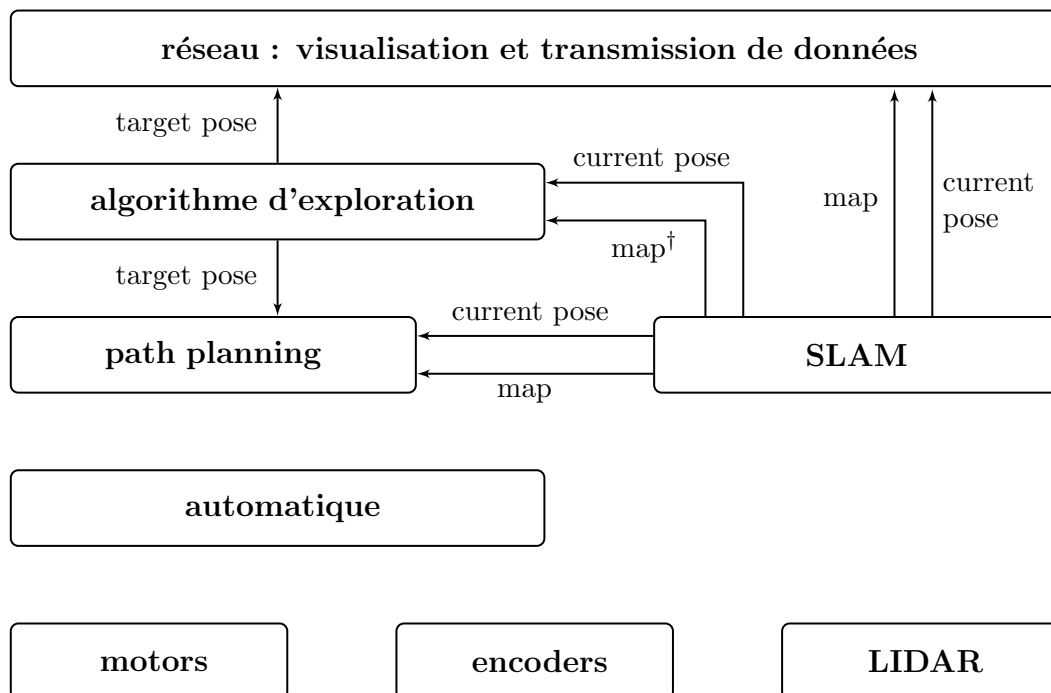 réseau : visualisation et transmission de données
target pose
algorithme d'exploration
current pose
map
current
pose
map†
target pose
current pose
path planning
SLAM
map
automatique
motors
encoders
LIDAR